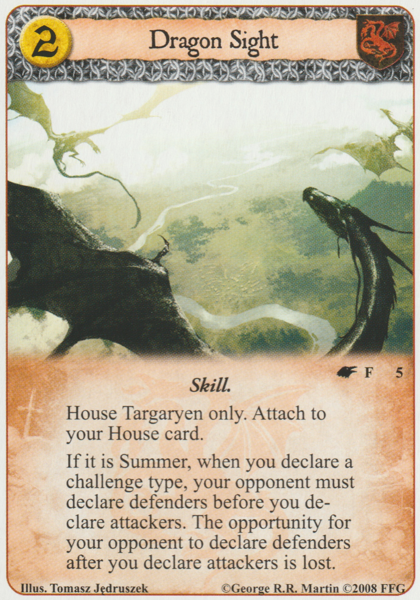 2
Dragon Sight
F 5
Skill.
House Targaryen only. Attach to
your House card.
If it is Summer, when you declare a
challenge type, your opponent must
declare defenders before you de-
clare attackers. The opportunity for
your opponent to declare defenders
after you declare attackers is lost.
Illus. Tomasz Jędruszek ©George R.R. Martin ©2008 FFG